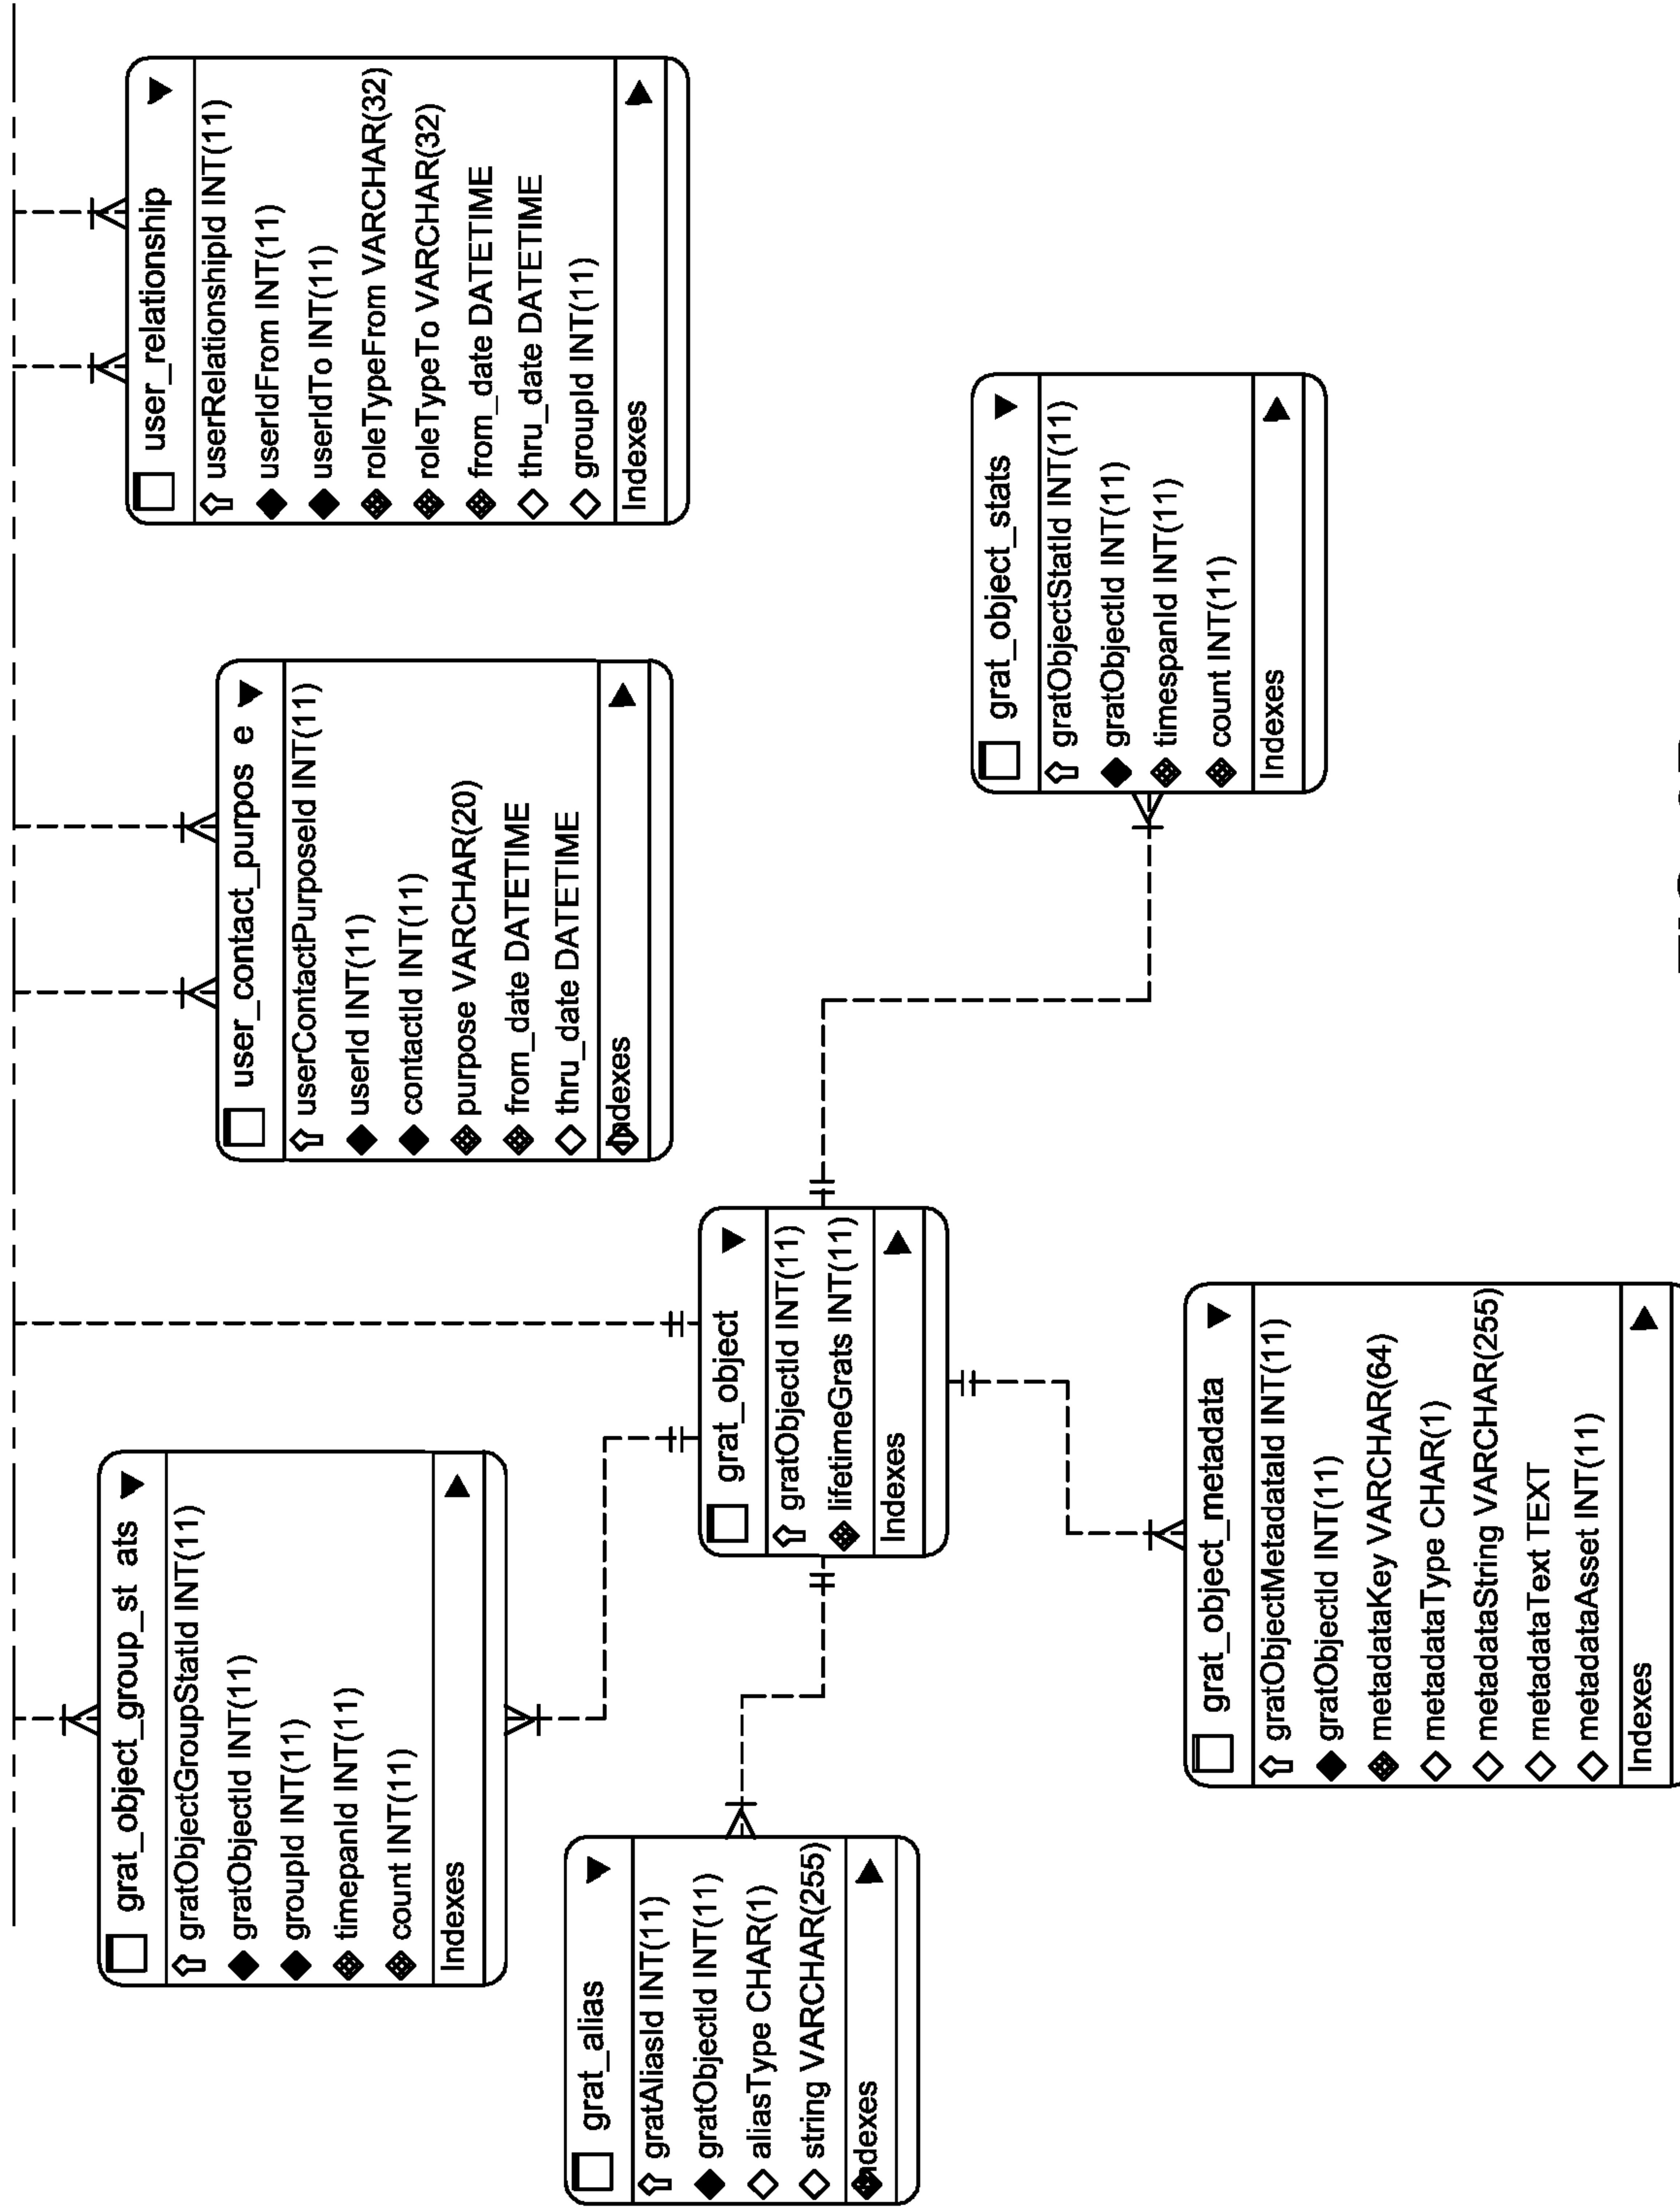 grat_object_group_st ats
gratObjectGroupStatId INT(11)
gratObjectId INT(11)
groupId INT(11)
timepanId INT(11)
count INT(11)
Indexes
user_contact_purpos e
userContactPurposeId INT(11)
userId INT(11)
contactId INT(11)
purpose VARCHAR(20)
from_date DATETIME
thru_date DATETIME
Indexes
user_relationship
userRelationshipId INT(11)
userIdFrom INT(11)
userIdTo INT(11)
roleTypeFrom VARCHAR(32)
roleTypeTo VARCHAR(32)
from_date DATETIME
thru_date DATETIME
groupId INT(11)
Indexes
grat_alias
gratAliasId INT(11)
gratObjectId INT(11)
aliasType CHAR(1)
string VARCHAR(255)
Indexes
grat_object
gratObjectId INT(11)
lifetimeGrats INT(11)
Indexes
grat_object_stats
gratObjectStatId INT(11)
gratObjectId INT(11)
timespanId INT(11)
count INT(11)
Indexes
grat_object_metadata
gratObjectMetadataId INT(11)
gratObjectId INT(11)
metadataKey VARCHAR(64)
metadataType CHAR(1)
metadataString VARCHAR(255)
metadataText TEXT
metadataAsset INT(11)
Indexes